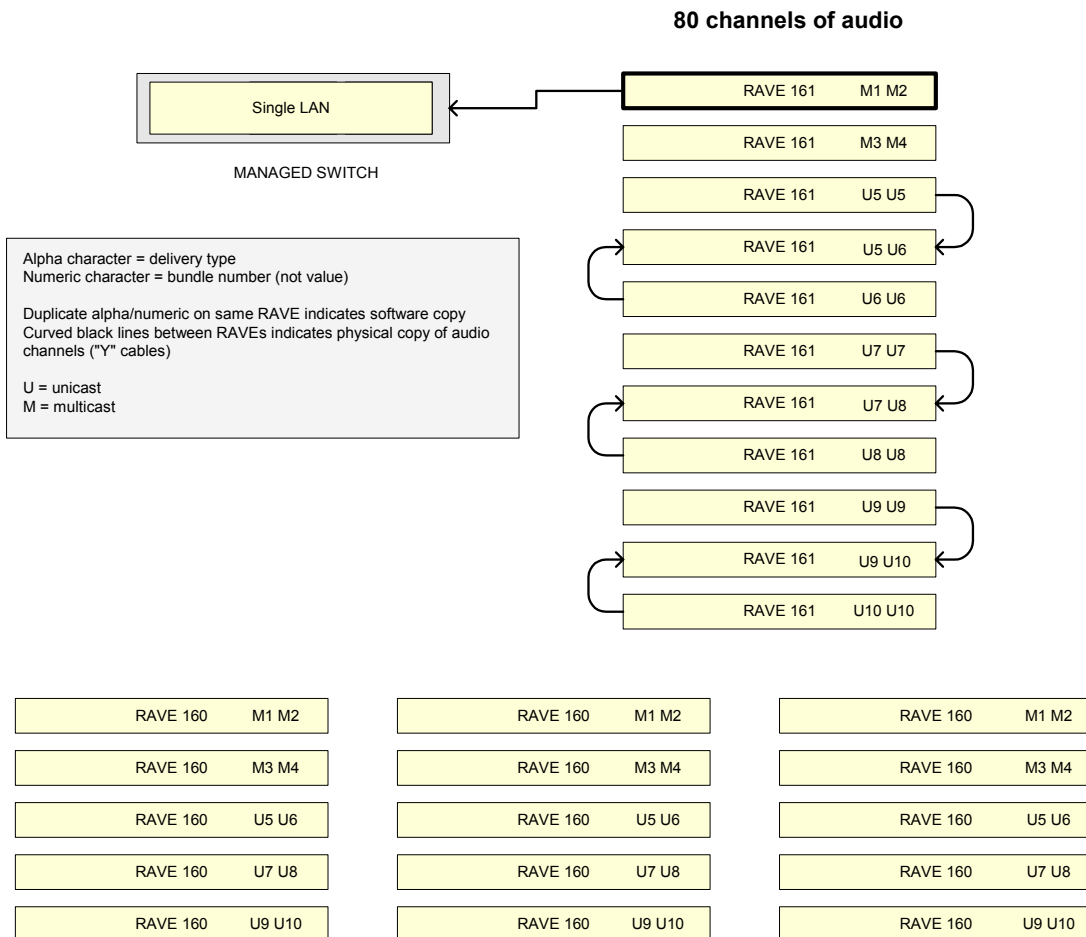 80 channels of audio
Single LAN
MANAGED SWITCH
RAVE 161 M1 M2
RAVE 161 M3 M4
RAVE 161 U5 U5
RAVE 161 U5 U6
RAVE 161 U6 U6
RAVE 161 U7 U7
RAVE 161 U7 U8
RAVE 161 U8 U8
RAVE 161 U9 U9
RAVE 161 U9 U10
RAVE 161 U10 U10
Alpha character = delivery type
Numeric character = bundle number (not value)
Duplicate alpha/numeric on same RAVE indicates software copy
Curved black lines between RAVEs indicates physical copy of audio
channels ("Y" cables)
U = unicast
M = multicast
RAVE 160 M1 M2
RAVE 160 M3 M4
RAVE 160 U5 U6
RAVE 160 U7 U8
RAVE 160 U9 U10
RAVE 160 M1 M2
RAVE 160 M3 M4
RAVE 160 U5 U6
RAVE 160 U7 U8
RAVE 160 U9 U10
RAVE 160 M1 M2
RAVE 160 M3 M4
RAVE 160 U5 U6
RAVE 160 U7 U8
RAVE 160 U9 U10